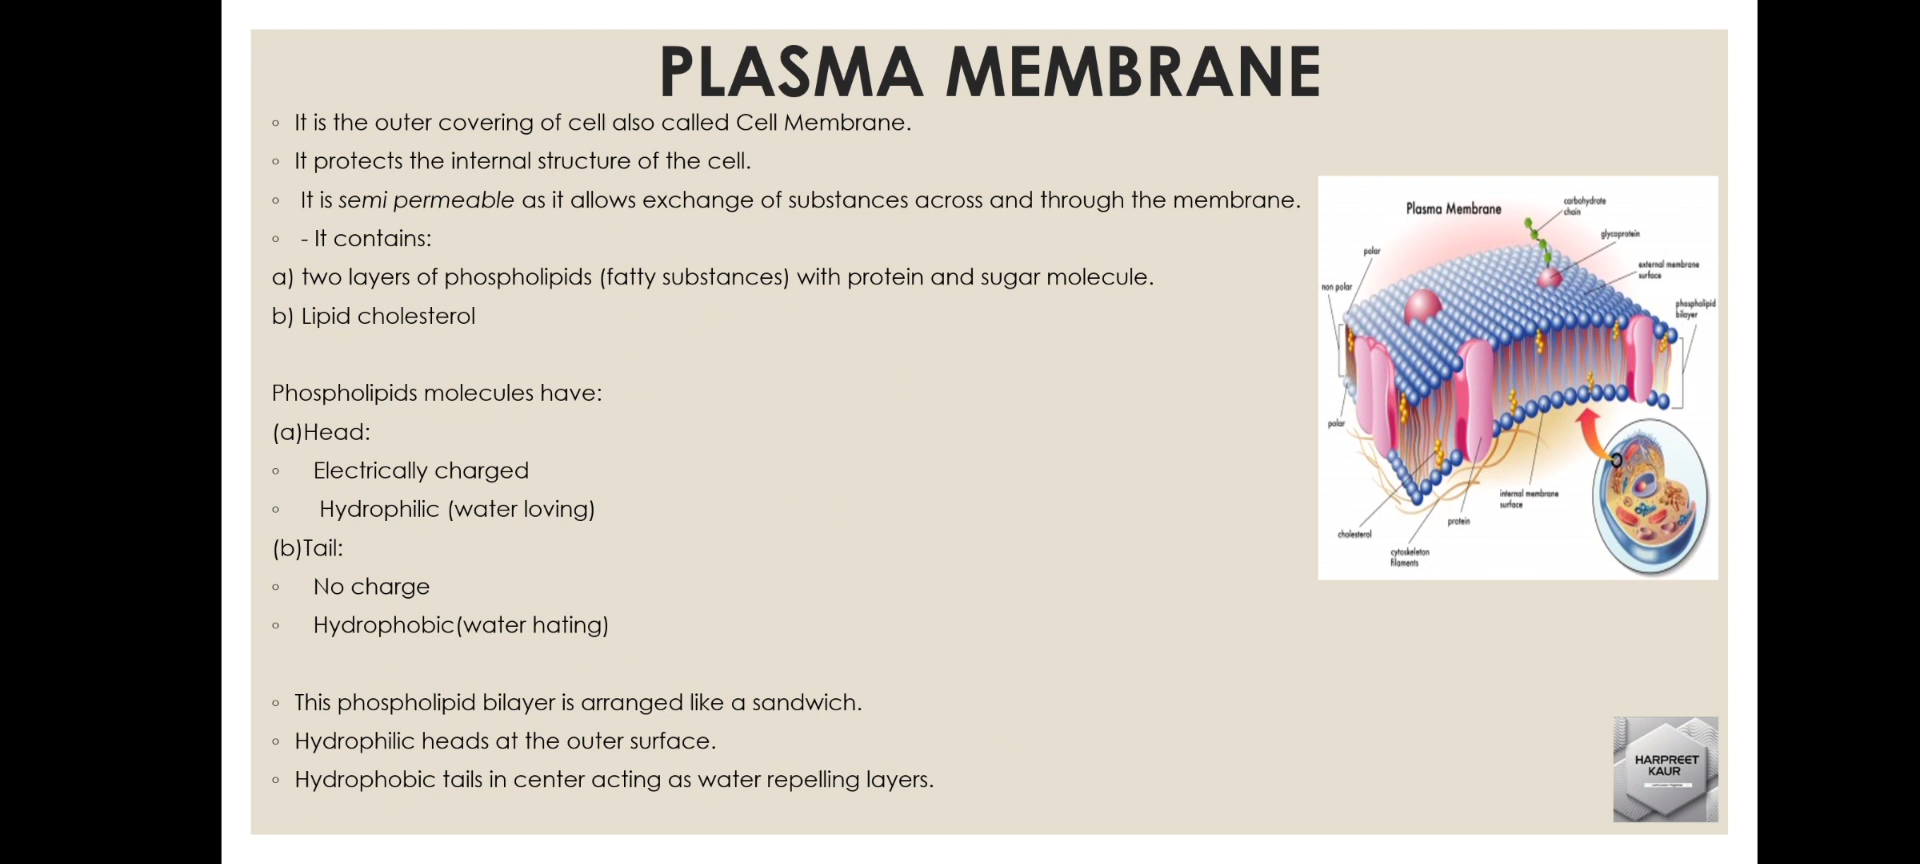 PLASMA MEMBRANE
◦ It is the outer covering of cell also called Cell Membrane.
◦ It protects the internal structure of the cell.
◦ It is semi permeable as it allows exchange of substances across and through the membrane.
◦ - It contains:
a) two layers of phospholipids (fatty substances) with protein and sugar molecule.
b) Lipid cholesterol
Phospholipids molecules have:
(a)Head:
◦ Electrically charged
◦ Hydrophilic (water loving)
(b)Tail:
◦ No charge
◦ Hydrophobic(water hating)
◦ This phospholipid bilayer is arranged like a sandwich.
◦ Hydrophilic heads at the outer surface.
◦ Hydrophobic tails in center acting as water repelling layers.
Plasma Membrane
carbohydrate
chain
glycoprotein
polar
external membrane
surface
non polar
phospholipid
bilayer
polar
internal membrane
surface
protein
cholesterol
cytoskeleton
filaments
HARPREET
KAUR